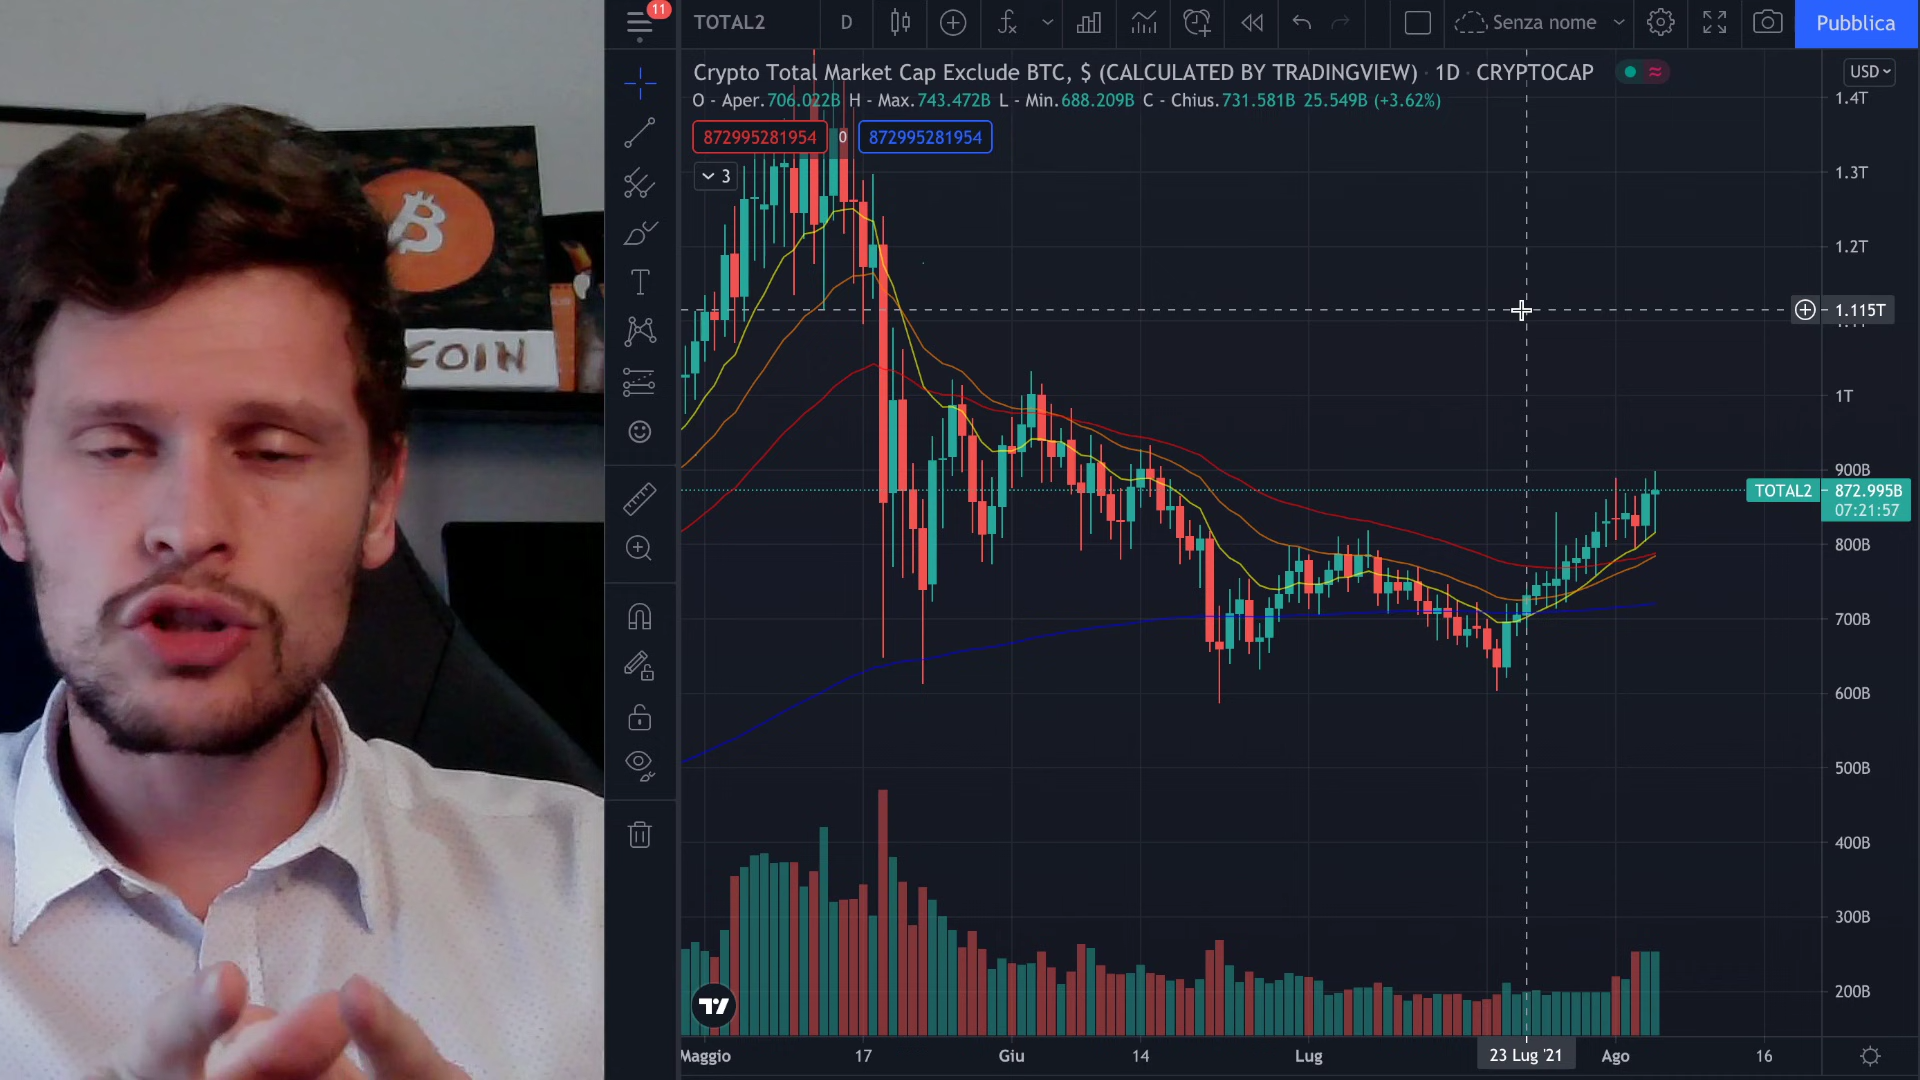 11
TOTAL2
D
Senza nome
Pubblica
Crypto Total Market Cap Exclude BTC, $ (CALCULATED BY TRADINGVIEW) · 1D · CRYPTOCAP
USD
O - Aper.706.022B H - Max.743.472B L - Min.688.209B C - Chius.731.581B 25.549B (+3.62%)
872995281954
0
872995281954
3
1.4T
1.3T
1.2T
1.115T
1T
900B
TOTAL2
872.995B
07:21:57
800B
700B
600B
500B
400B
300B
200B
COIN
Maggio
17
Giu
14
Lug
23 Lug '21
Ago
16